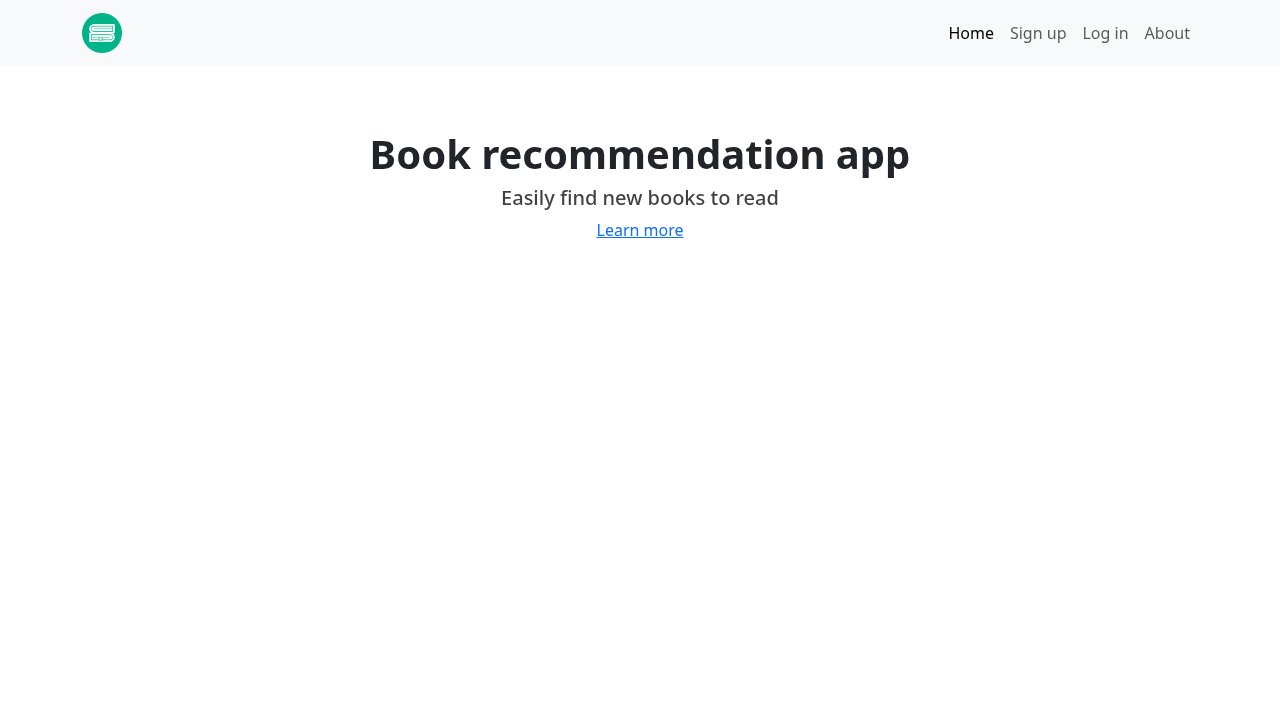 Home Sign up Log in About
Book recommendation app
Easily find new books to read
Learn more